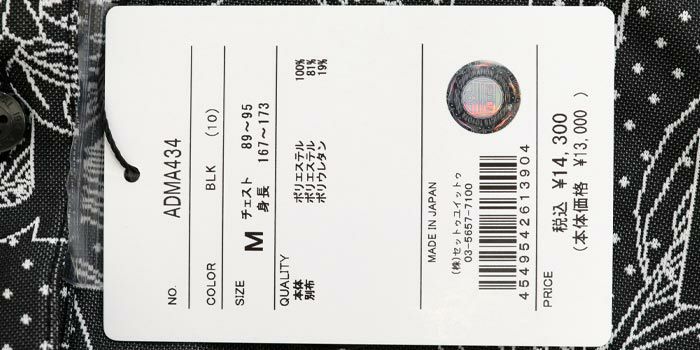 NO. ADMA434
COLOR BLK (10)
SIZE M チェスト 89～95
身長 167～173
QUALITY
本体 ポリエステル 100%
別布 ポリエステル 81%
ポリウレタン 19%
MADE IN JAPAN
(株)セットゥユイットゥ
03-5657-7100
4549542613904
PRICE 税込 ¥14,300
(本体価格 ¥13,000)